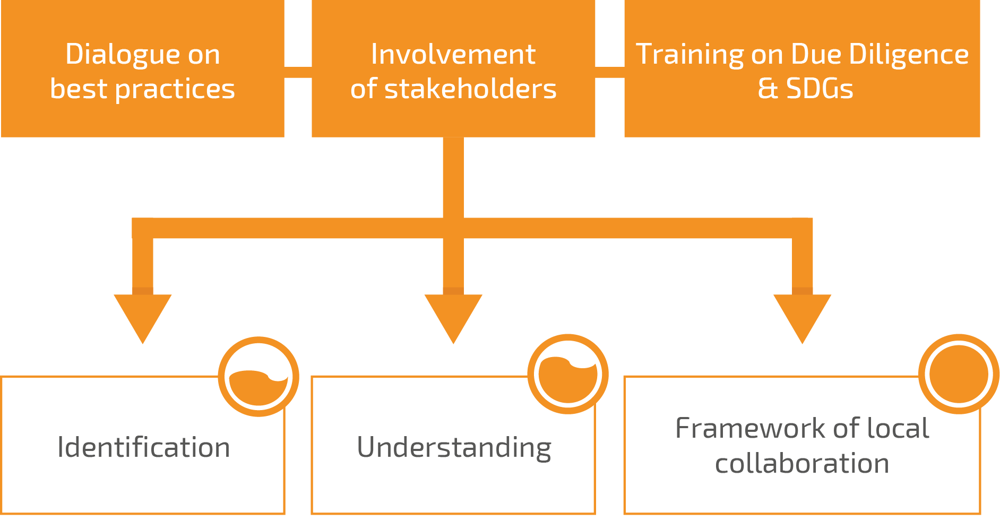 Dialogue on
best practices
Involvement
of stakeholders
Training on Due Diligence
& SDGs
Identification
Understanding
Framework of local
collaboration